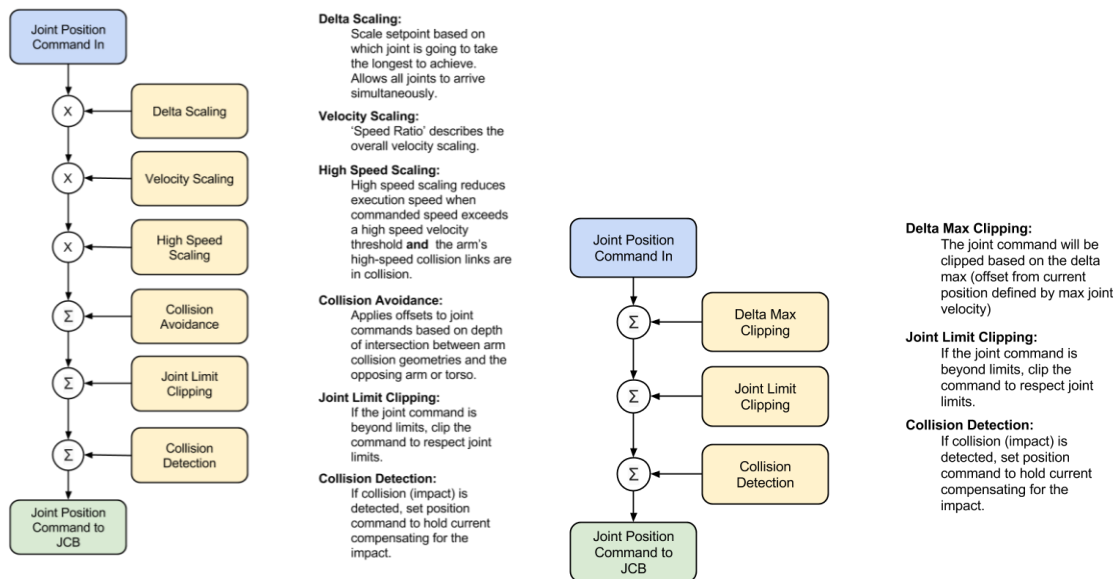 Joint Position
Command In
X
Delta Scaling
X
Velocity Scaling
X
High Speed
Scaling
Σ
Collision
Avoidance
Σ
Joint Limit
Clipping
Σ
Collision
Detection
Joint Position
Command to
JCB
Delta Scaling:
Scale setpoint based on
which joint is going to take
the longest to achieve.
Allows all joints to arrive
simultaneously.
Velocity Scaling:
'Speed Ratio' describes the
overall velocity scaling.
High Speed Scaling:
High speed scaling reduces
execution speed when
commanded speed exceeds
a high speed velocity
threshold and the arm's
high-speed collision links are
in collision.
Collision Avoidance:
Applies offsets to joint
commands based on depth
of intersection between arm
collision geometries and the
opposing arm or torso.
Joint Limit Clipping:
If the joint command is
beyond limits, clip the
command to respect joint
limits.
Collision Detection:
If collision (impact) is
detected, set position
command to hold current
compensating for the
impact.
Joint Position
Command In
Σ
Delta Max
Clipping
Σ
Joint Limit
Clipping
Σ
Collision
Detection
Joint Position
Command to
JCB
Delta Max Clipping:
The joint command will be
clipped based on the delta
max (offset from current
position defined by max joint
velocity)
Joint Limit Clipping:
If the joint command is
beyond limits, clip the
command to respect joint
limits.
Collision Detection:
If collision (impact) is
detected, set position
command to hold current
compensating for the
impact.